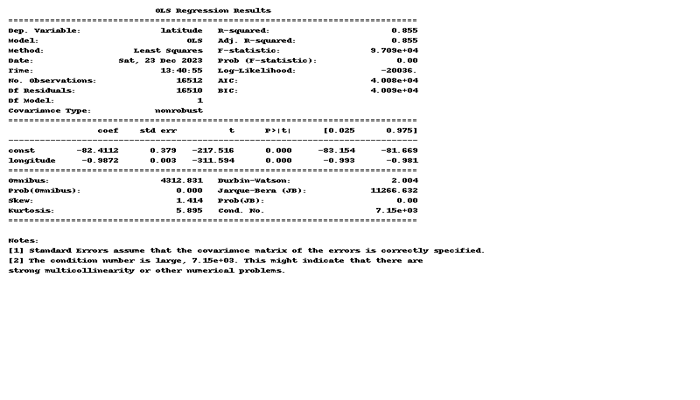 OLS Regression Results
==============================================================================
Dep. Variable: latitude R-squared: 0.855
Model: OLS Adj. R-squared: 0.855
Method: Least Squares F-statistic: 9.709e+04
Date: Sat, 23 Dec 2023 Prob (F-statistic): 0.00
Time: 13:40:55 Log-Likelihood: -20036.
No. Observations: 16512 AIC: 4.008e+04
Df Residuals: 16510 BIC: 4.009e+04
Df Model: 1
Covariance Type: nonrobust
==============================================================================
coef std err t P>|t| [0.025 0.975]
------------------------------------------------------------------------------
const -82.4112 0.379 -217.516 0.000 -83.154 -81.669
longitude -0.9872 0.003 -311.594 0.000 -0.993 -0.981
==============================================================================
Omnibus: 4312.831 Durbin-Watson: 2.004
Prob(Omnibus): 0.000 Jarque-Bera (JB): 11266.632
Skew: 1.414 Prob(JB): 0.00
Kurtosis: 5.895 Cond. No. 7.15e+03
==============================================================================
Notes:
[1] Standard Errors assume that the covariance matrix of the errors is correctly specified.
[2] The condition number is large, 7.15e+03. This might indicate that there are
strong multicollinearity or other numerical problems.